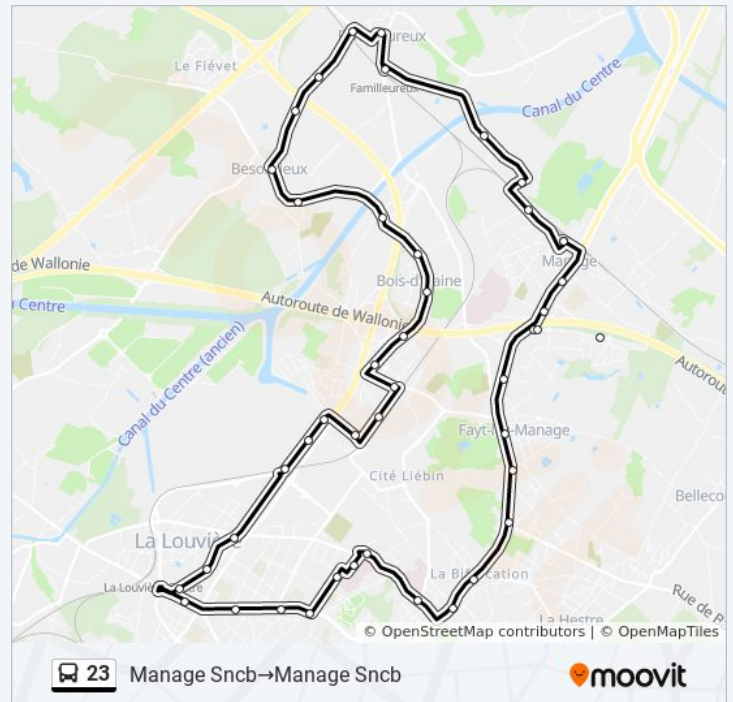 Le Fiévet
Familleureux
Canal du Centre
Manage
de Wallonie
Bois-d'Haine
Centre
Autoroute de Wallonie
Canal du Centre (ancien)
Autorou
Fayt-lez-Manage
Cité Liébin
Belleco
La Louvière
La Bifurcation
Rue de B
La Hestre
© OpenStreetMap contributors | © OpenMapTiles
23 Manage Sncb→Manage Sncb
moovit